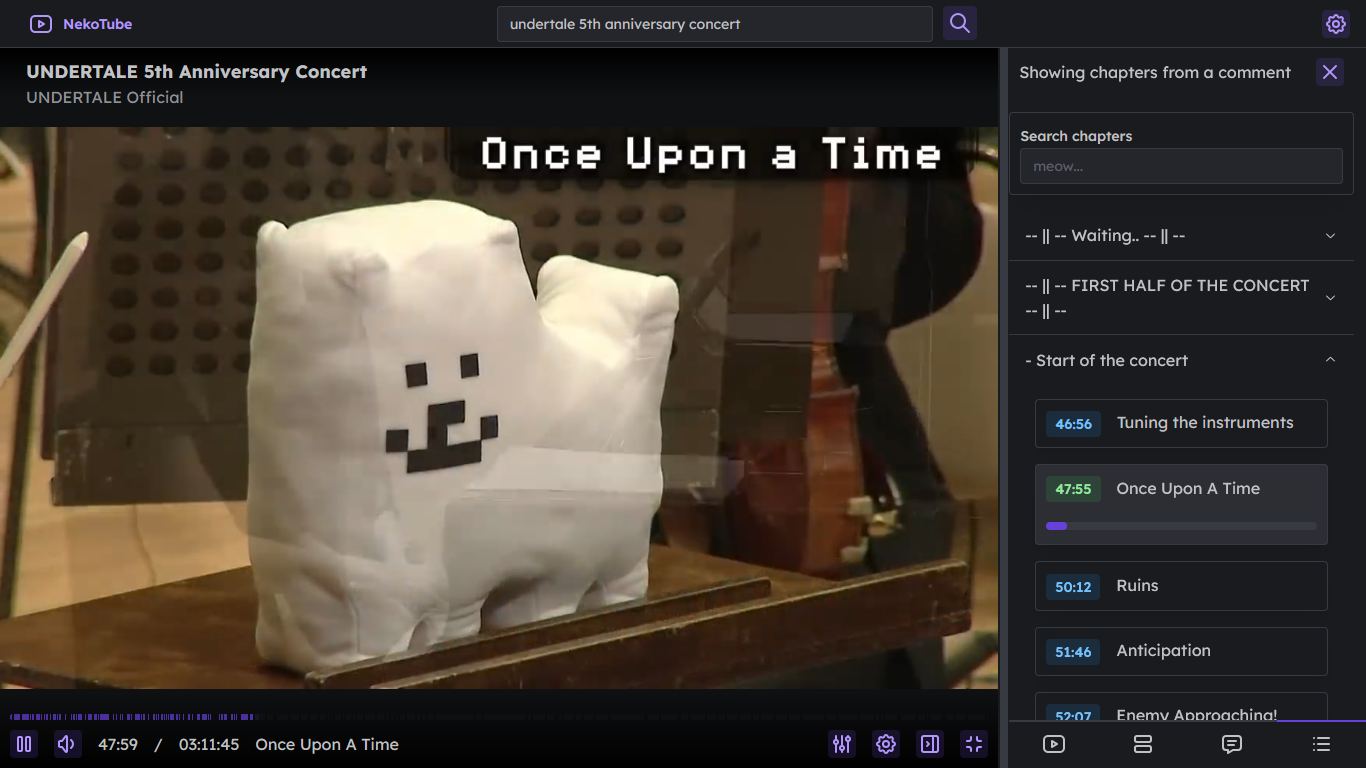 NekoTube
undertale 5th anniversary concert
UNDERTALE 5th Anniversary Concert
UNDERTALE Official
Once Upon a Time
47:59 / 03:11:45 Once Upon A Time
Showing chapters from a comment
Search chapters
meow...
-- || -- Waiting.. -- || --
-- || -- FIRST HALF OF THE CONCERT
-- || --
- Start of the concert
46:56 Tuning the instruments
47:55 Once Upon A Time
50:12 Ruins
51:46 Anticipation
52:07 Enemy Approaching!